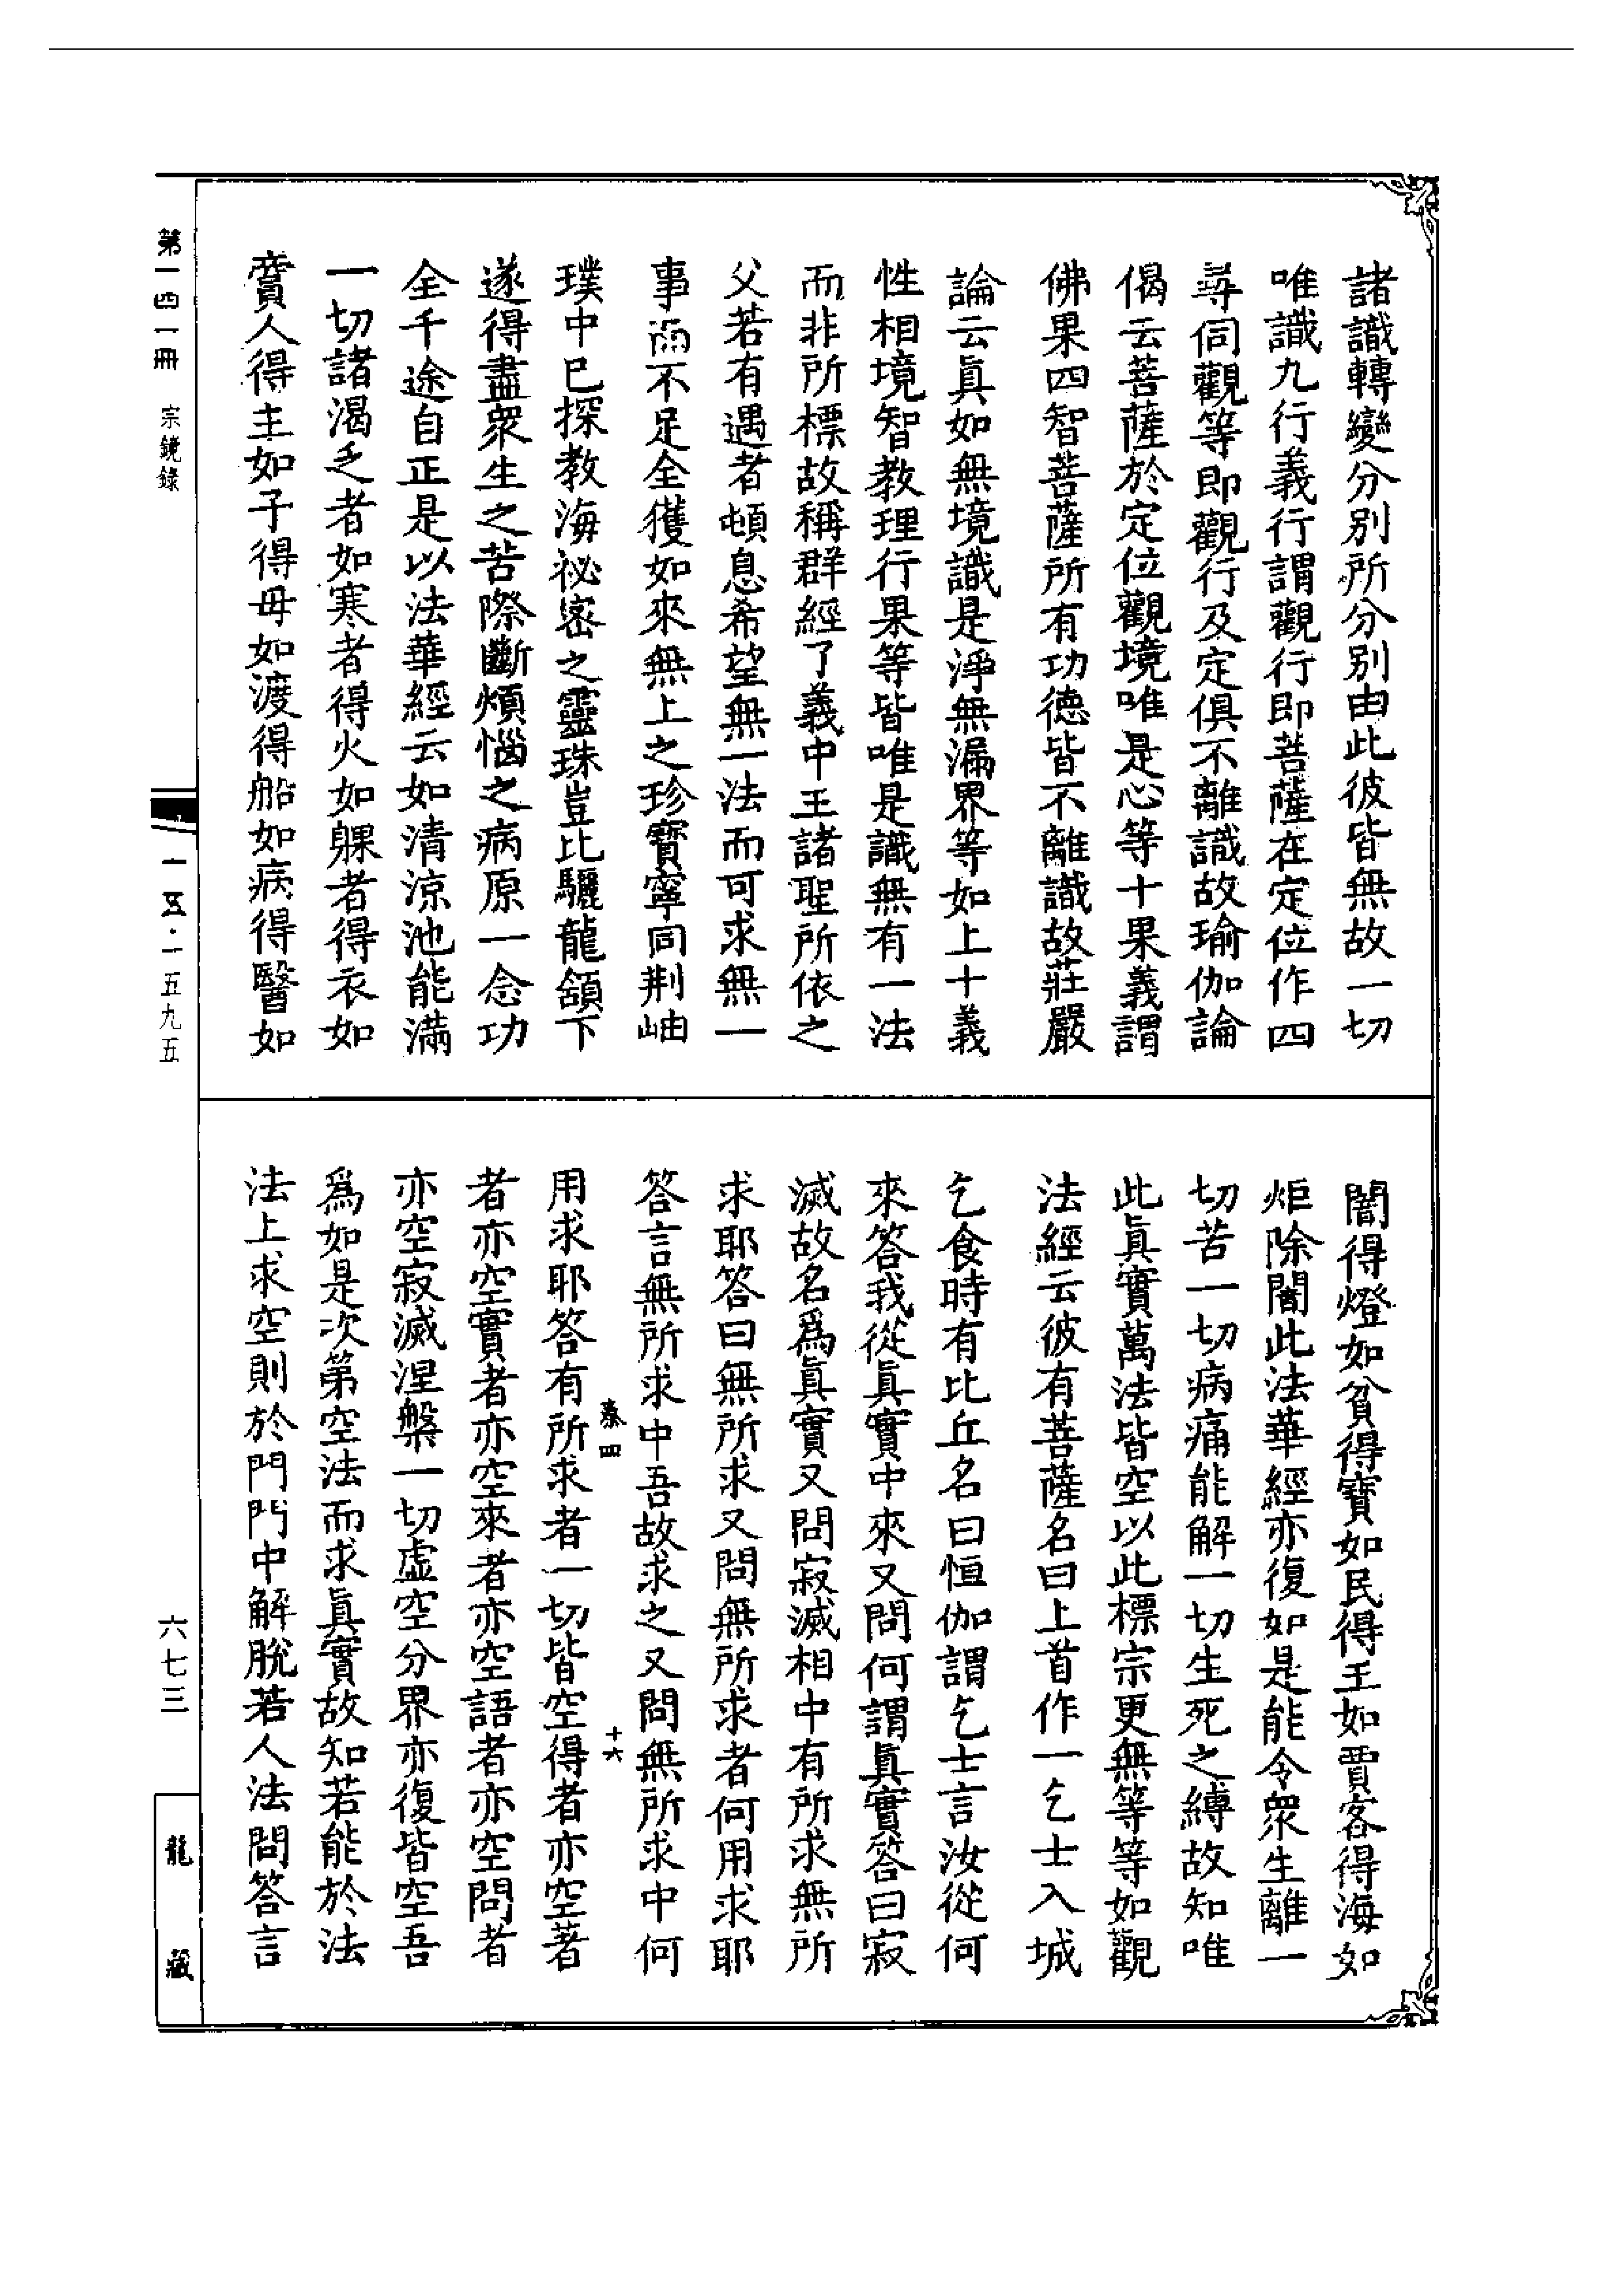 諸識轉變分別所分別由此彼皆無故一切
唯識九行義行謂觀行即菩薩在定位作四
尋伺觀等即觀行及定俱不離識故瑜伽論
偈云菩薩於定位觀境唯是心等十果義謂
佛果四智菩薩所有功德皆不離識故莊嚴
論云眞如無境識是淨無漏界等如上十義
性相境智教理行果等皆唯是識無有一法
而非所標故稱群經了義中王諸聖所依之
父若有遇者頓息希望無一法而可求無一
事而不足全獲如來無上之珍寶寧同荆岫
璞中已探教海祕密之靈珠豈比驪龍頷下
遂得盡衆生之苦際斷煩惱之病原一念功
全千途自正是以法華經云如清涼池能滿
一切諸渴乏者如寒者得火如躶者得衣如
賣人得主如子得母如渡得船如病得醫如
闇得燈如貧得寶如民得王如賈客得海如
炬除闇此法華經亦復如是能令衆生離一
切苦一切病痛能解一切生死之縛故知唯
此眞實萬法皆空以此標宗更無等等如觀
法經云彼有菩薩名曰上首作一乞士入城
乞食時有比丘名曰恒伽謂乞士言汝從何
來答我從眞實中來又問何謂眞實答曰寂
滅故名爲眞實又問寂滅相中有所求無所
求耶答曰無所求又問無所求者何用求耶
答言無所求中吾故求之又問無所求中何
用求耶答有所求者一切皆空得者亦空著
者亦空實者亦空來者亦空語者亦空問者
亦空寂滅涅槃一切虛空分界亦復皆空吾
爲如是次第空法而求眞實故知若能於法
法上求空則於門門中解脫若人法問答言
秦四
十六
第一四一冊 宗鏡錄
一五·一五九五
六七三
龍藏